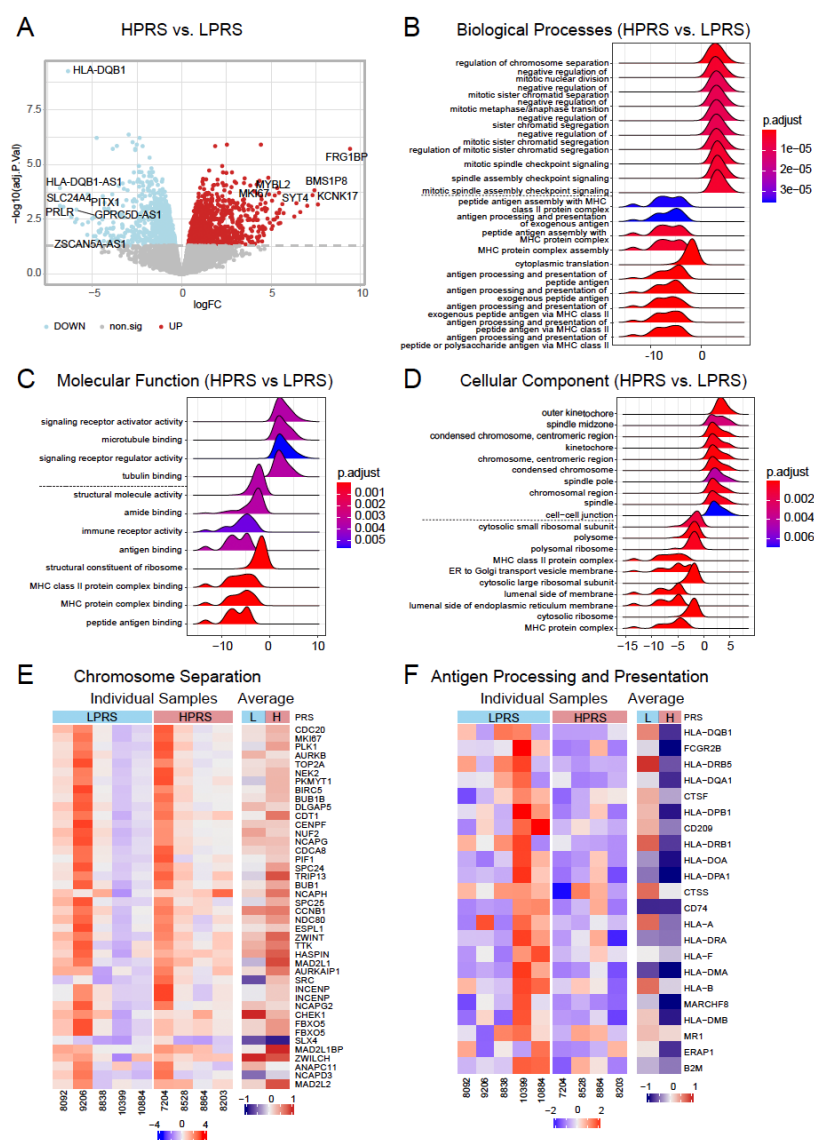 A
HPRS vs. LPRS
HLA-DQB1
7.5
5.0
2.5
0.0
-log10(adj.P.Val)
FRG1BP
HLA-DQB1-AS1
MYBL2
BMS1P8
MKI67
SLC24A4
PITX1
SYT4
KCNK17
PRLR
GPRC5D-AS1
ZSCAN5A-AS1
−5
0
5
10
logFC
DOWN
non.sig
UP
B
Biological Processes (HPRS vs. LPRS)
regulation of chromosome separation
negative regulation of
mitotic nuclear division
negative regulation of
mitotic sister chromatid separation
negative regulation of
mitotic metaphase/anaphase transition
negative regulation of
sister chromatid segregation
negative regulation of
mitotic sister chromatid segregation
regulation of mitotic sister chromatid segregation
mitotic spindle checkpoint signaling
spindle assembly checkpoint signaling
mitotic spindle assembly checkpoint signaling
peptide antigen assembly with MHC
class II protein complex
antigen processing and presentation
of exogenous antigen
peptide antigen assembly with
MHC protein complex
MHC protein complex assembly
cytoplasmic translation
antigen processing and presentation of
peptide antigen
antigen processing and presentation of
exogenous peptide antigen
antigen processing and presentation of
exogenous peptide antigen via MHC class II
antigen processing and presentation of
peptide antigen via MHC class II
antigen processing and presentation of
peptide or polysaccharide antigen via MHC class II
−10
0
p.adjust
1e−05
2e−05
3e−05
C
Molecular Function (HPRS vs LPRS)
signaling receptor activator activity
microtubule binding
signaling receptor regulator activity
tubulin binding
structural molecule activity
amide binding
immune receptor activity
antigen binding
structural constituent of ribosome
MHC class II protein complex binding
MHC protein complex binding
peptide antigen binding
−10
0
10
p.adjust
0.001
0.002
0.003
0.004
0.005
D
Cellular Component (HPRS vs. LPRS)
outer kinetochore
spindle midzone
condensed chromosome, centromeric region
kinetochore
chromosome, centromeric region
condensed chromosome
spindle pole
chromosomal region
spindle
cell-cell junction
cytosolic small ribosomal subunit
polysome
polysomal ribosome
MHC class II protein complex
ER to Golgi transport vesicle membrane
cytosolic large ribosomal subunit
lumenal side of membrane
lumenal side of endoplasmic reticulum membrane
cytosolic ribosome
MHC protein complex
−15
−10
−5
0
5
p.adjust
0.002
0.004
0.006
E
Chromosome Separation
Individual Samples
Average
LPRS
HPRS
L
H
PRS
CDC20
MKI67
PLK1
AURKB
TOP2A
NEK2
PKMYT1
BIRC5
BUB1B
DLGAP5
CDT1
CENPF
NUF2
NCAPG
CDCA8
PIF1
SPC24
TRIP13
BUB1
NCAPH
SPC25
CCNB1
NDC80
ESPL1
ZWINT
TTK
HASPIN
MAD2L1
AURKAIP1
SRC
INCENP
INCENP
NCAPG2
CHEK1
FBXO5
FBXO5
SLX4
MAD2L1BP
ZWILCH
ANAPC11
NCAPD3
MAD2L2
8092
9206
8838
10399
10884
7204
8528
8864
8203
−1
0
1
−4
0
4
F
Antigen Processing and Presentation
Individual Samples
Average
LPRS
HPRS
L
H
PRS
HLA-DQB1
FCGR2B
HLA-DRB5
HLA-DQA1
CTSF
HLA-DPB1
CD209
HLA-DRB1
HLA-DOA
HLA-DPA1
CTSS
CD74
HLA-A
HLA-DRA
HLA-F
HLA-DMA
HLA-B
MARCHF8
HLA-DMB
MR1
ERAP1
B2M
8092
9206
8838
10399
10884
7204
8528
8864
8203
−1
0
1
−2
0
2